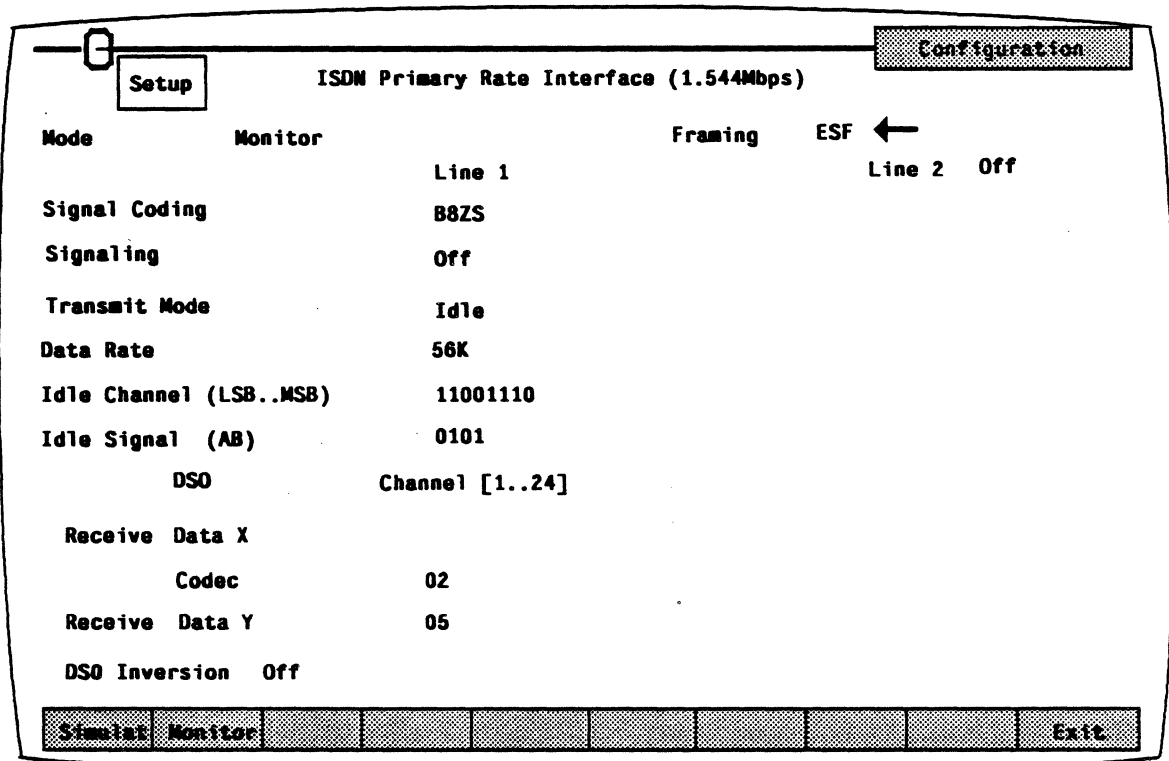 Configuration
Setup
ISDN Primary Rate Interface (1.544Mbps)
Mode Monitor Framing ESF
Line 1 Line 2 Off
Signal Coding B8ZS
Signaling Off
Transmit Mode Idle
Data Rate 56K
Idle Channel (LSB..MSB) 11001110
Idle Signal (AB) 0101
DSO Channel [1..24]
Receive Data X
Codec 02
Receive Data Y 05
DSO Inversion Off
Simulat Monitor Exit